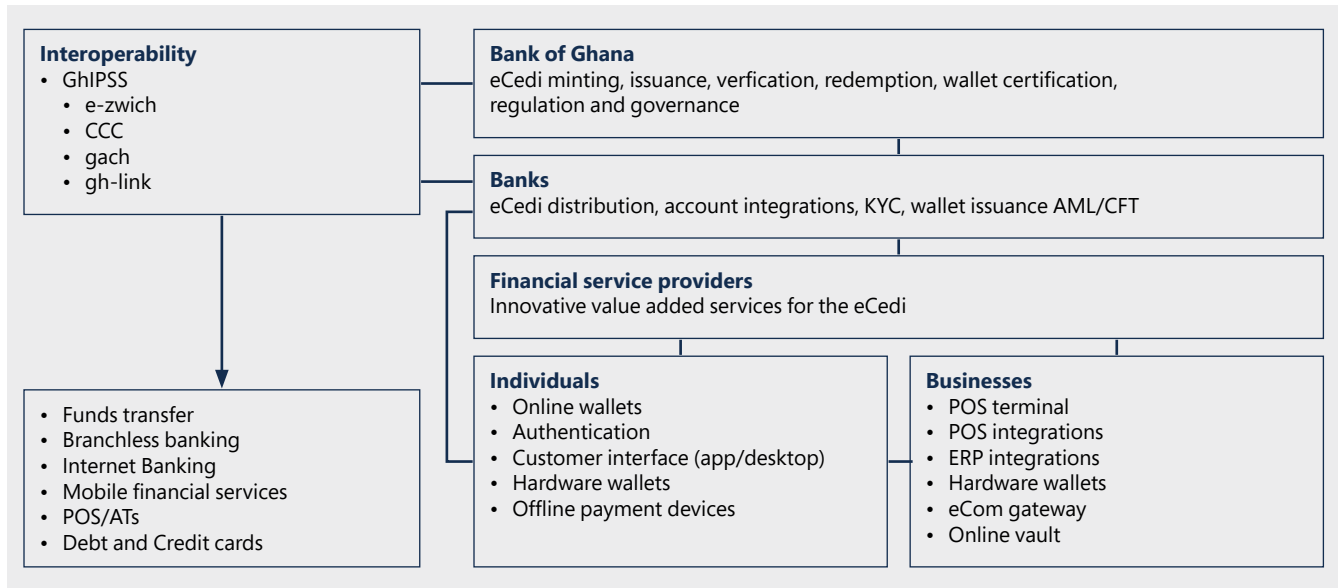 Interoperability
• GhIPSS
• e-zwich
• CCC
• gach
• gh-link
Bank of Ghana
eCedi minting, issuance, verfication, redemption, wallet certification,
regulation and governance
Banks
eCedi distribution, account integrations, KYC, wallet issuance AML/CFT
Financial service providers
Innovative value added services for the eCedi
• Funds transfer
• Branchless banking
• Internet Banking
• Mobile financial services
• POS/ATs
• Debt and Credit cards
Individuals
• Online wallets
• Authentication
• Customer interface (app/desktop)
• Hardware wallets
• Offline payment devices
Businesses
• POS terminal
• POS integrations
• ERP integrations
• Hardware wallets
• eCom gateway
• Online vault